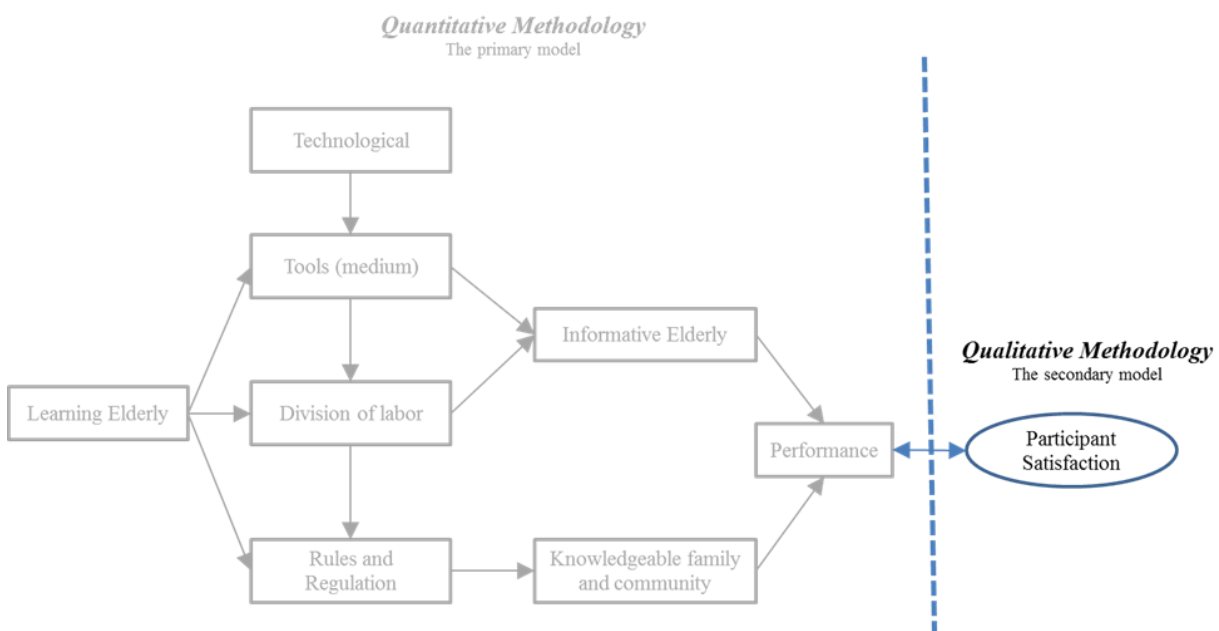 Quantitative Methodology
The primary model
Technological
Tools (medium)
Informative Elderly
Qualitative Methodology
The secondary model
Learning Elderly
Division of labor
Performance
Participant
Satisfaction
Rules and
Regulation
Knowledgeable family
and community